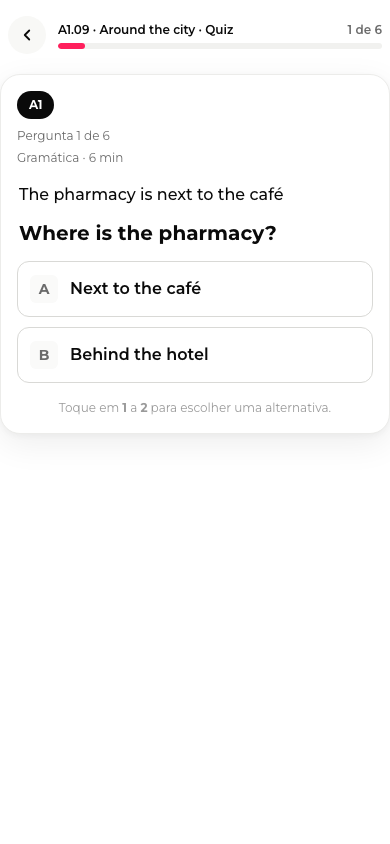 A1.09 · Around the city · Quiz
1 de 6
A1
Pergunta 1 de 6
Gramática · 6 min
The pharmacy is next to the café
Where is the pharmacy?
A Next to the café
B Behind the hotel
Toque em 1 a 2 para escolher uma alternativa.